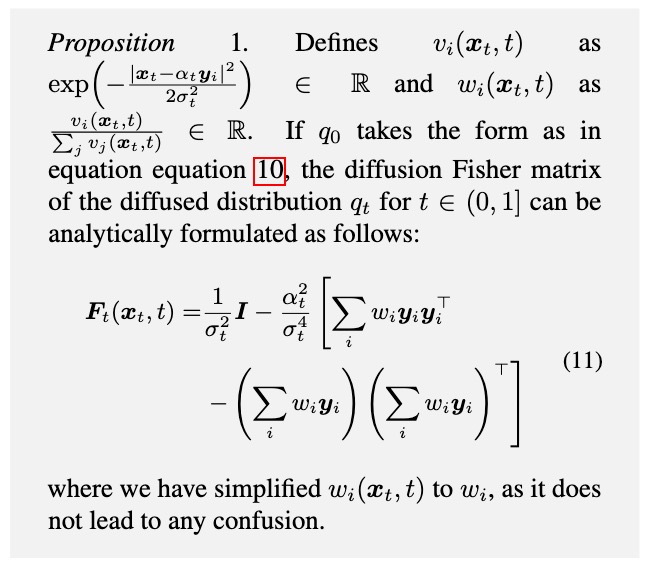 Proposition 1. Defines $v_i(\boldsymbol{x}_t, t)$ as
$\exp\left(-\frac{|\boldsymbol{x}_t - \alpha_t \boldsymbol{y}_i|^2}{2\sigma_t^2}\right) \in \mathbb{R}$ and $w_i(\boldsymbol{x}_t, t)$ as
$\frac{v_i(\boldsymbol{x}_t, t)}{\sum_j v_j(\boldsymbol{x}_t, t)} \in \mathbb{R}$. If $q_0$ takes the form as in
equation equation 10, the diffusion Fisher matrix
of the diffused distribution $q_t$ for $t \in (0, 1]$ can be
analytically formulated as follows:
$\boldsymbol{F}_t(\boldsymbol{x}_t, t) = \frac{1}{\sigma_t^2} \boldsymbol{I} - \frac{\alpha_t^2}{\sigma_t^4} \left[ \sum_i w_i \boldsymbol{y}_i \boldsymbol{y}_i^\top \right.$
$\left. - \left( \sum_i w_i \boldsymbol{y}_i \right) \left( \sum_i w_i \boldsymbol{y}_i \right)^\top \right]$ (11)
where we have simplified $w_i(\boldsymbol{x}_t, t)$ to $w_i$, as it does
not lead to any confusion.